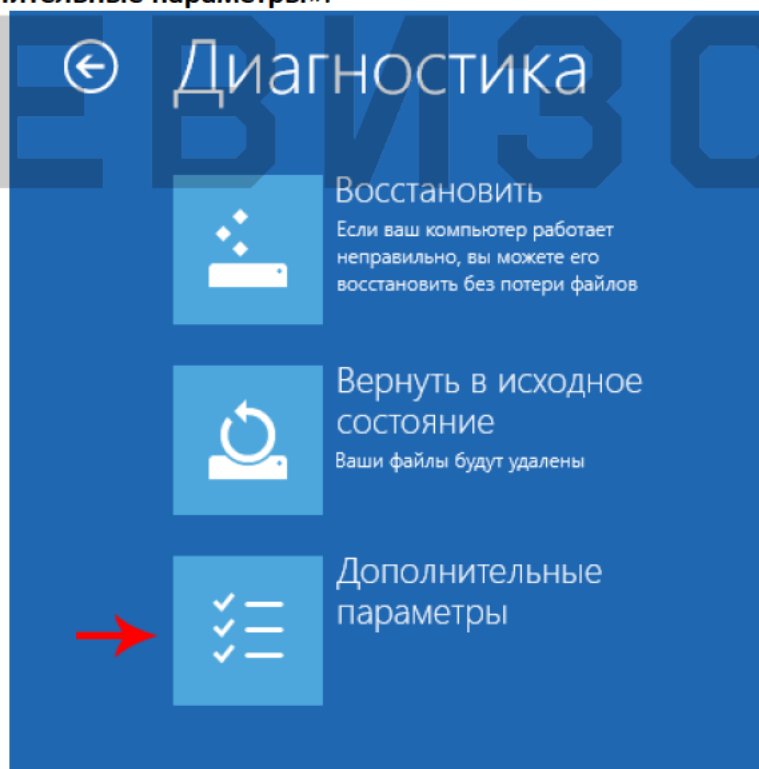 Диагностика
Восстановить
Если ваш компьютер работает
неправильно, вы можете его
восстановить без потери файлов
Вернуть в исходное
состояние
Ваши файлы будут удалены
Дополнительные
параметры